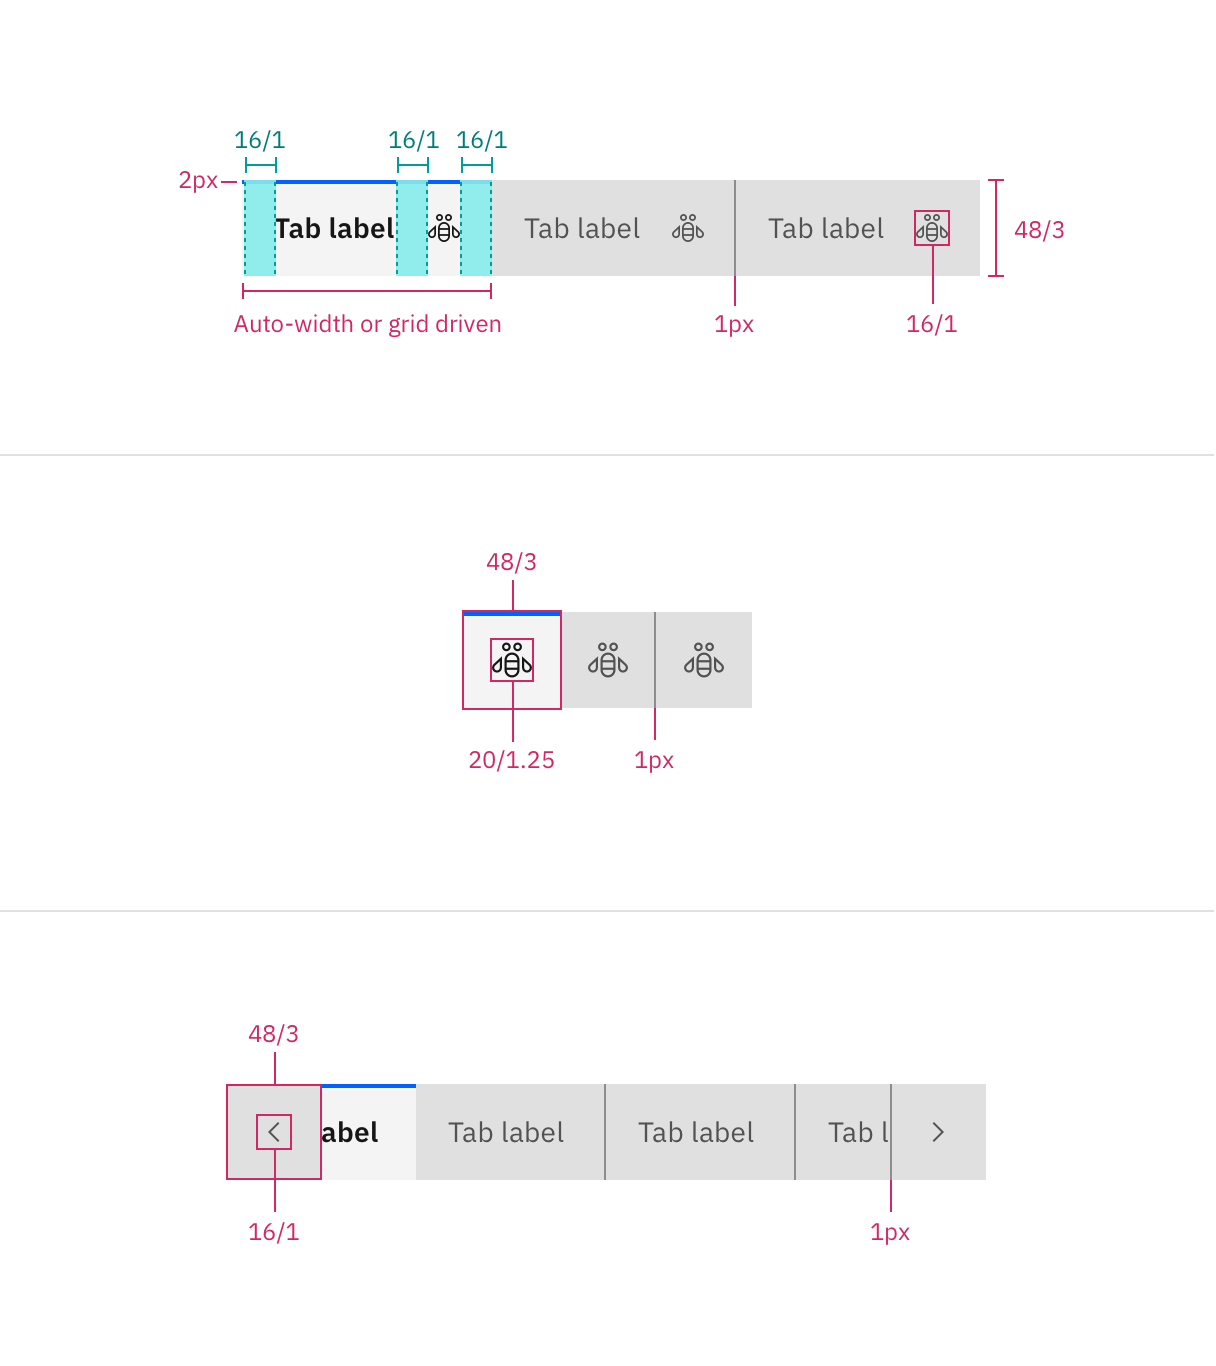 16/1 16/1 16/1
2px
Tab label Tab label Tab label
48/3
Auto-width or grid driven 1px 16/1
48/3
20/1.25 1px
48/3
abel Tab label Tab label Tab l
16/1 1px